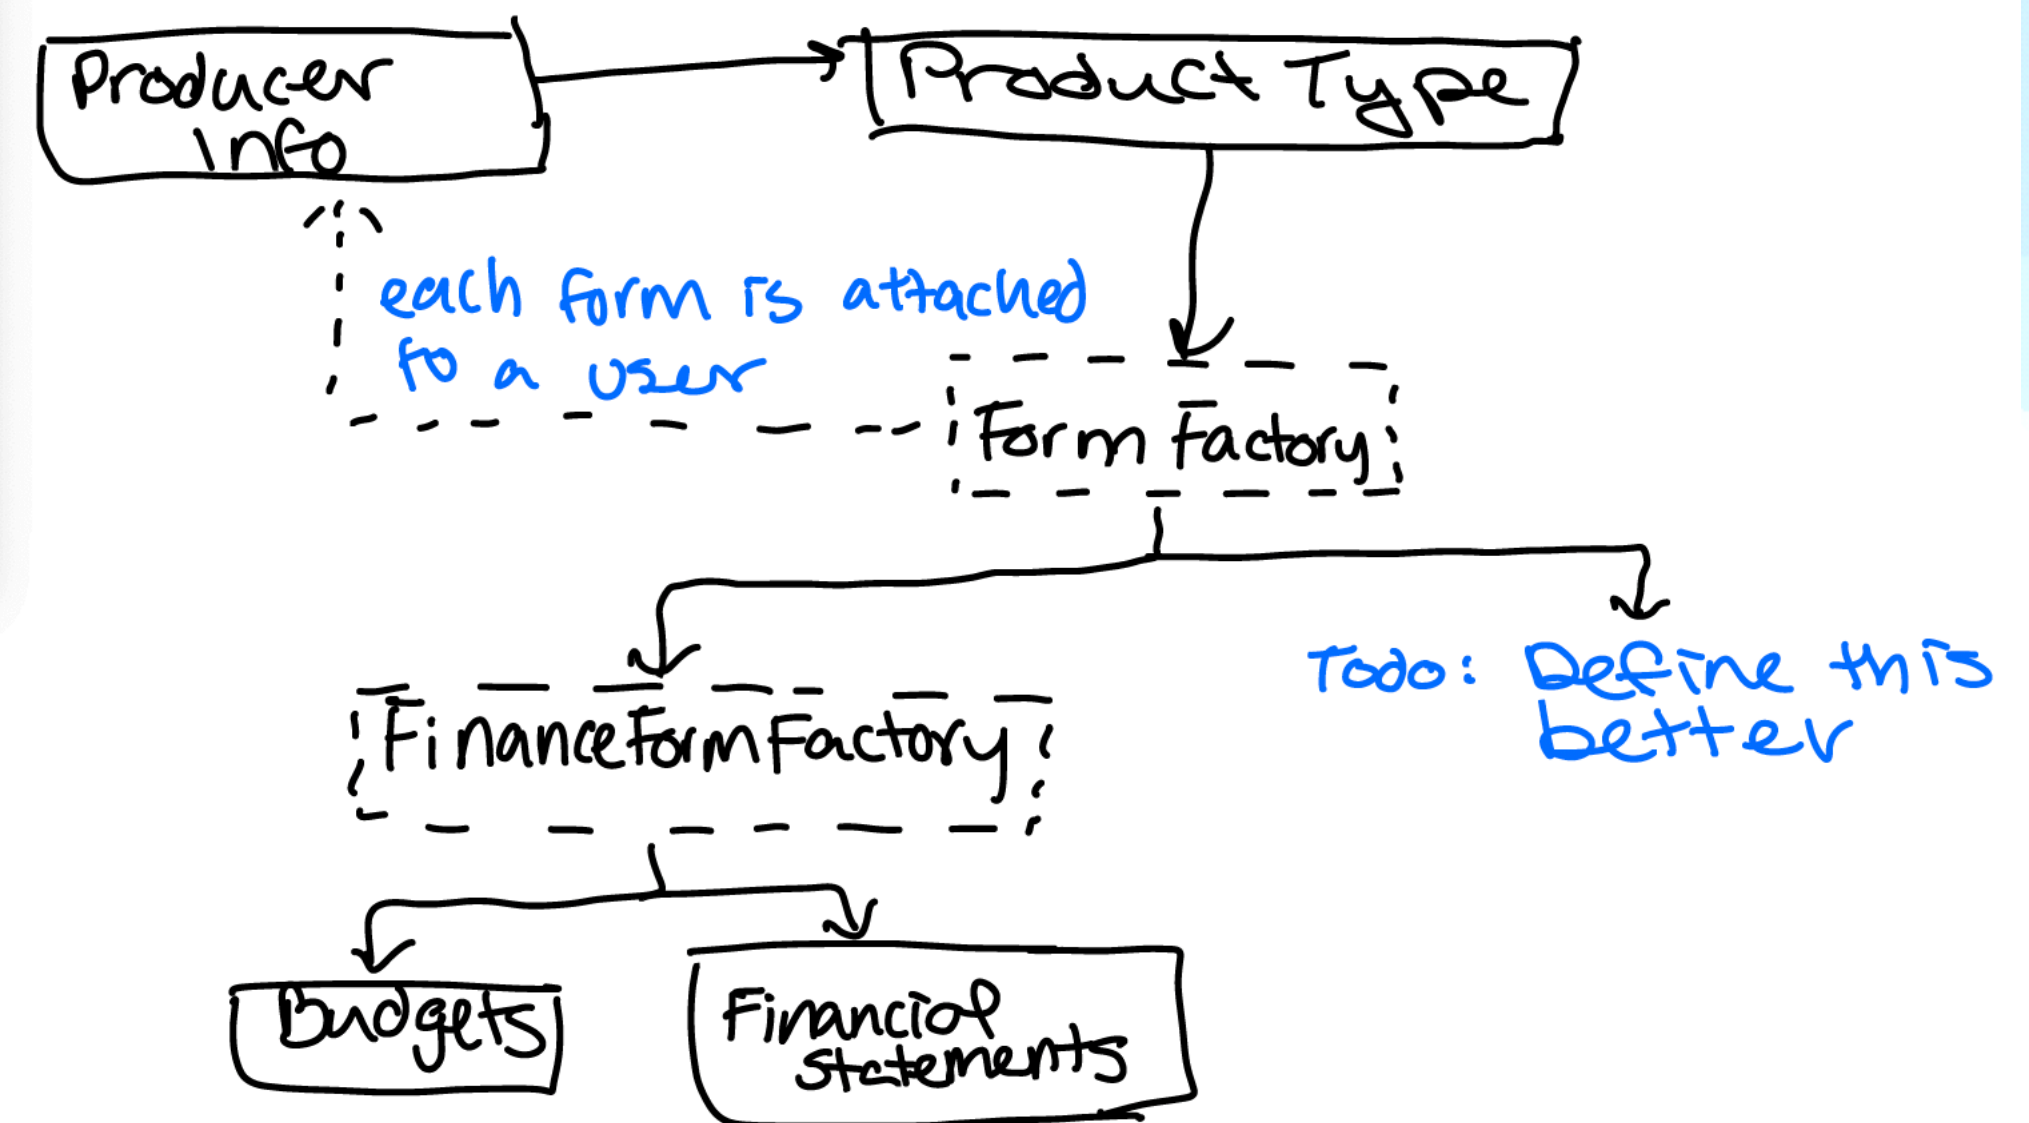 Producer
Info
Product Type
each form is attached
to a user
Form Factory
FinanceFormFactory
Todo: Define this
better
Budgets
Financial
statements